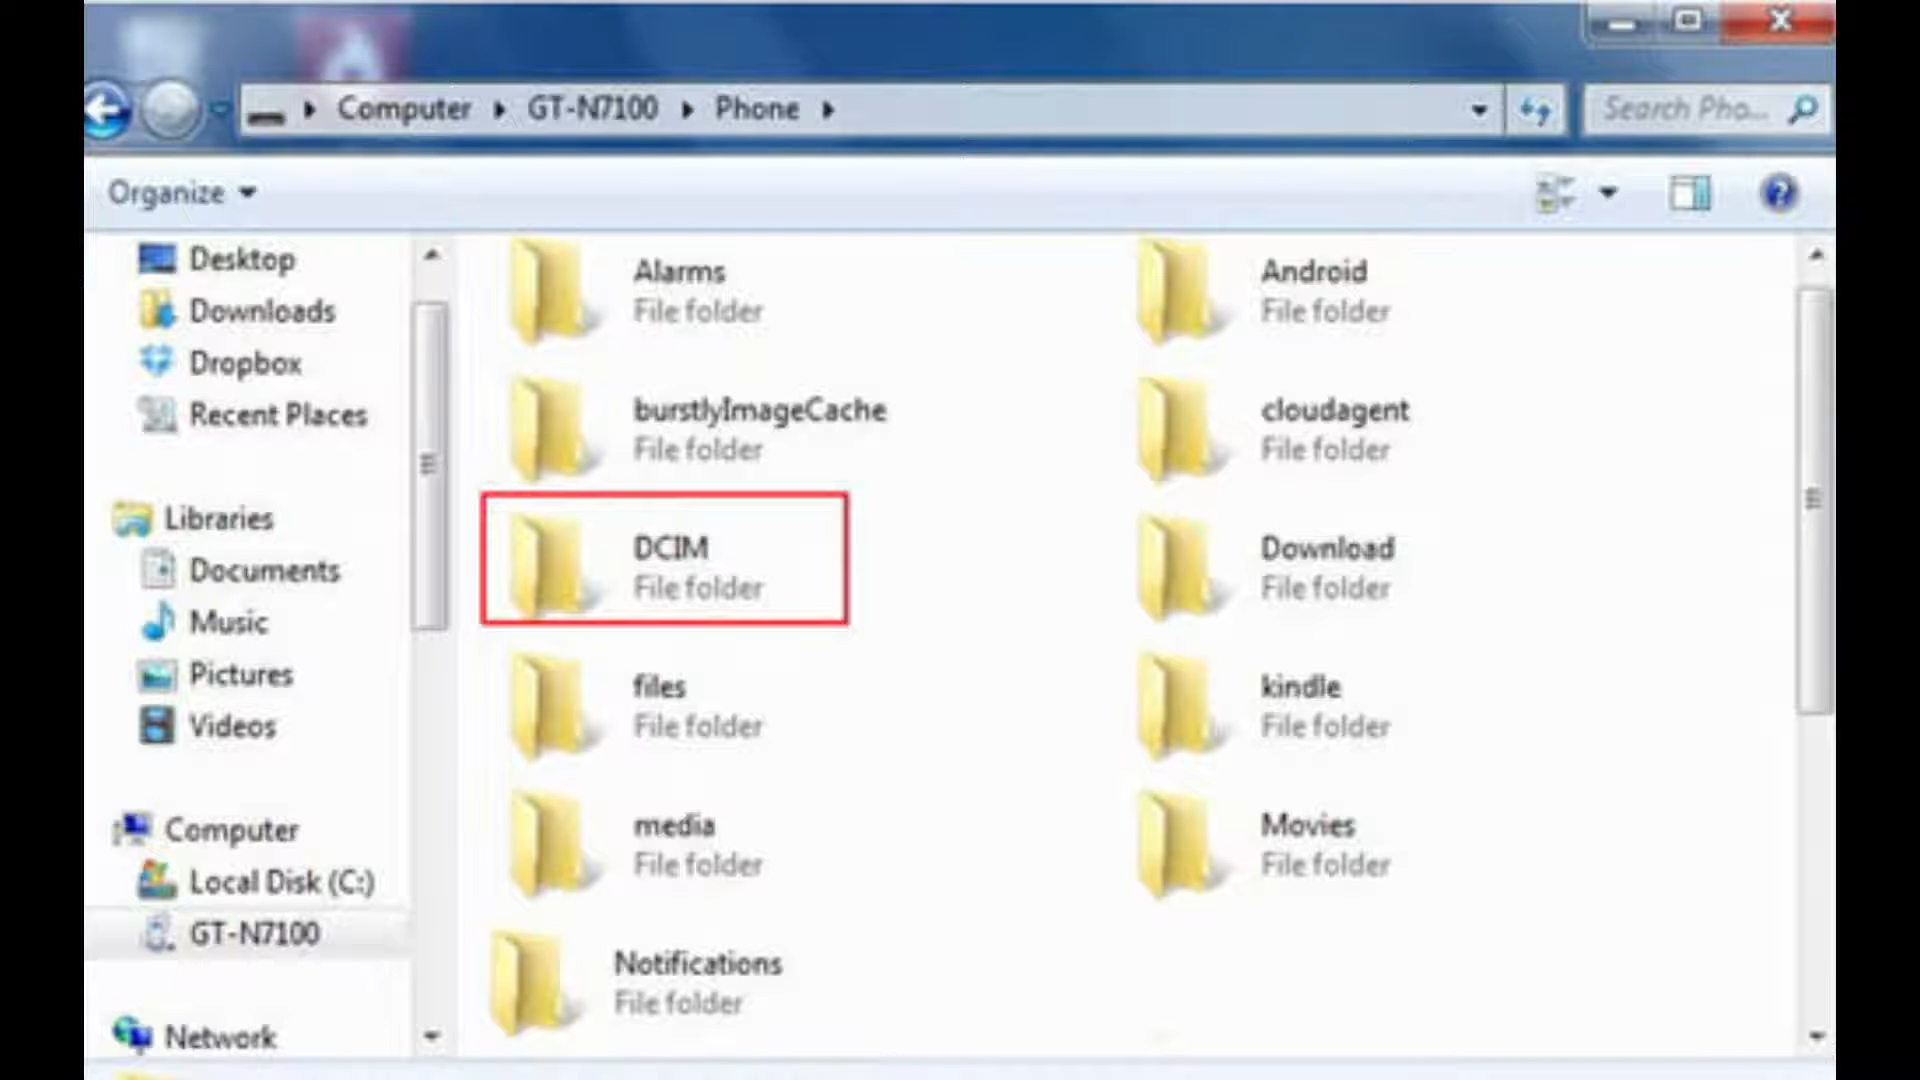 Computer ▸ GT-N7100 ▸ Phone ▸
Search Pho...
Organize
Desktop
Downloads
Dropbox
Recent Places
Libraries
Documents
Music
Pictures
Videos
Computer
Local Disk (C:)
GT-N7100
Network
Alarms
File folder
Android
File folder
burstlyImageCache
File folder
cloudagent
File folder
DCIM
File folder
Download
File folder
files
File folder
kindle
File folder
media
File folder
Movies
File folder
Notifications
File folder